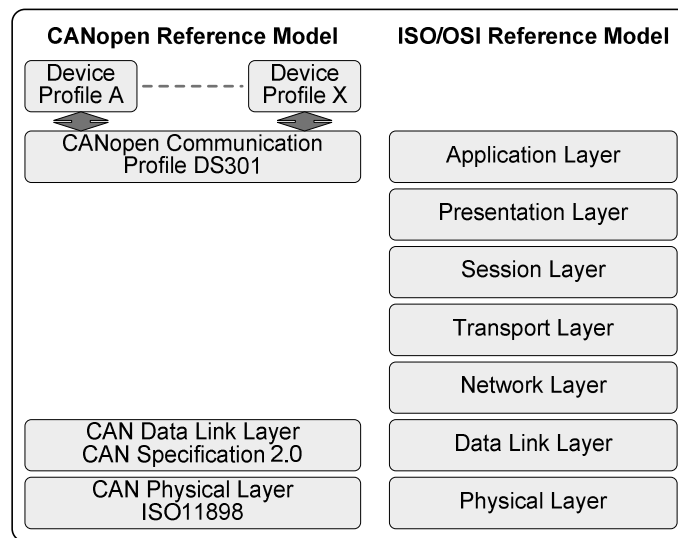 CANopen Reference Model
ISO/OSI Reference Model
Device
Profile A
Device
Profile X
CANopen Communication
Profile DS301
Application Layer
Presentation Layer
Session Layer
Transport Layer
Network Layer
CAN Data Link Layer
CAN Specification 2.0
Data Link Layer
CAN Physical Layer
ISO11898
Physical Layer